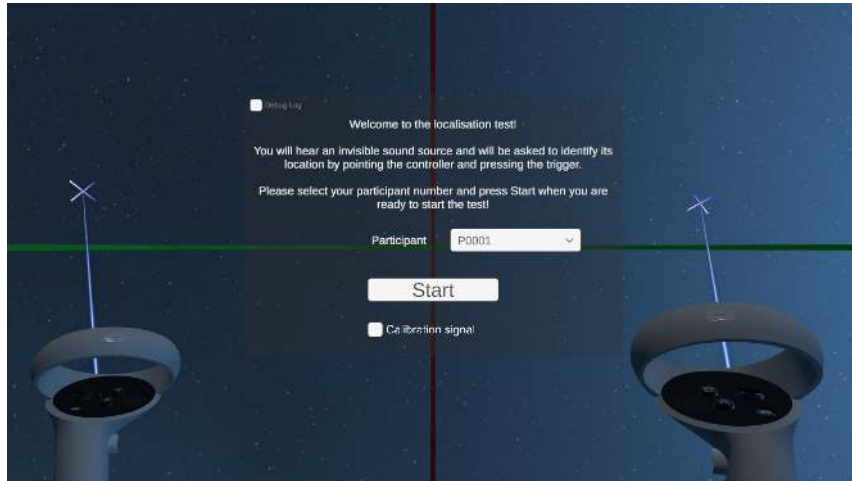 Debug Log
Welcome to the localisation test!
You will hear an invisible sound source and will be asked to identify its
location by pointing the controller and pressing the trigger.
Please select your participant number and press Start when you are
ready to start the test!
Participant P0001
Start
Calibration signal